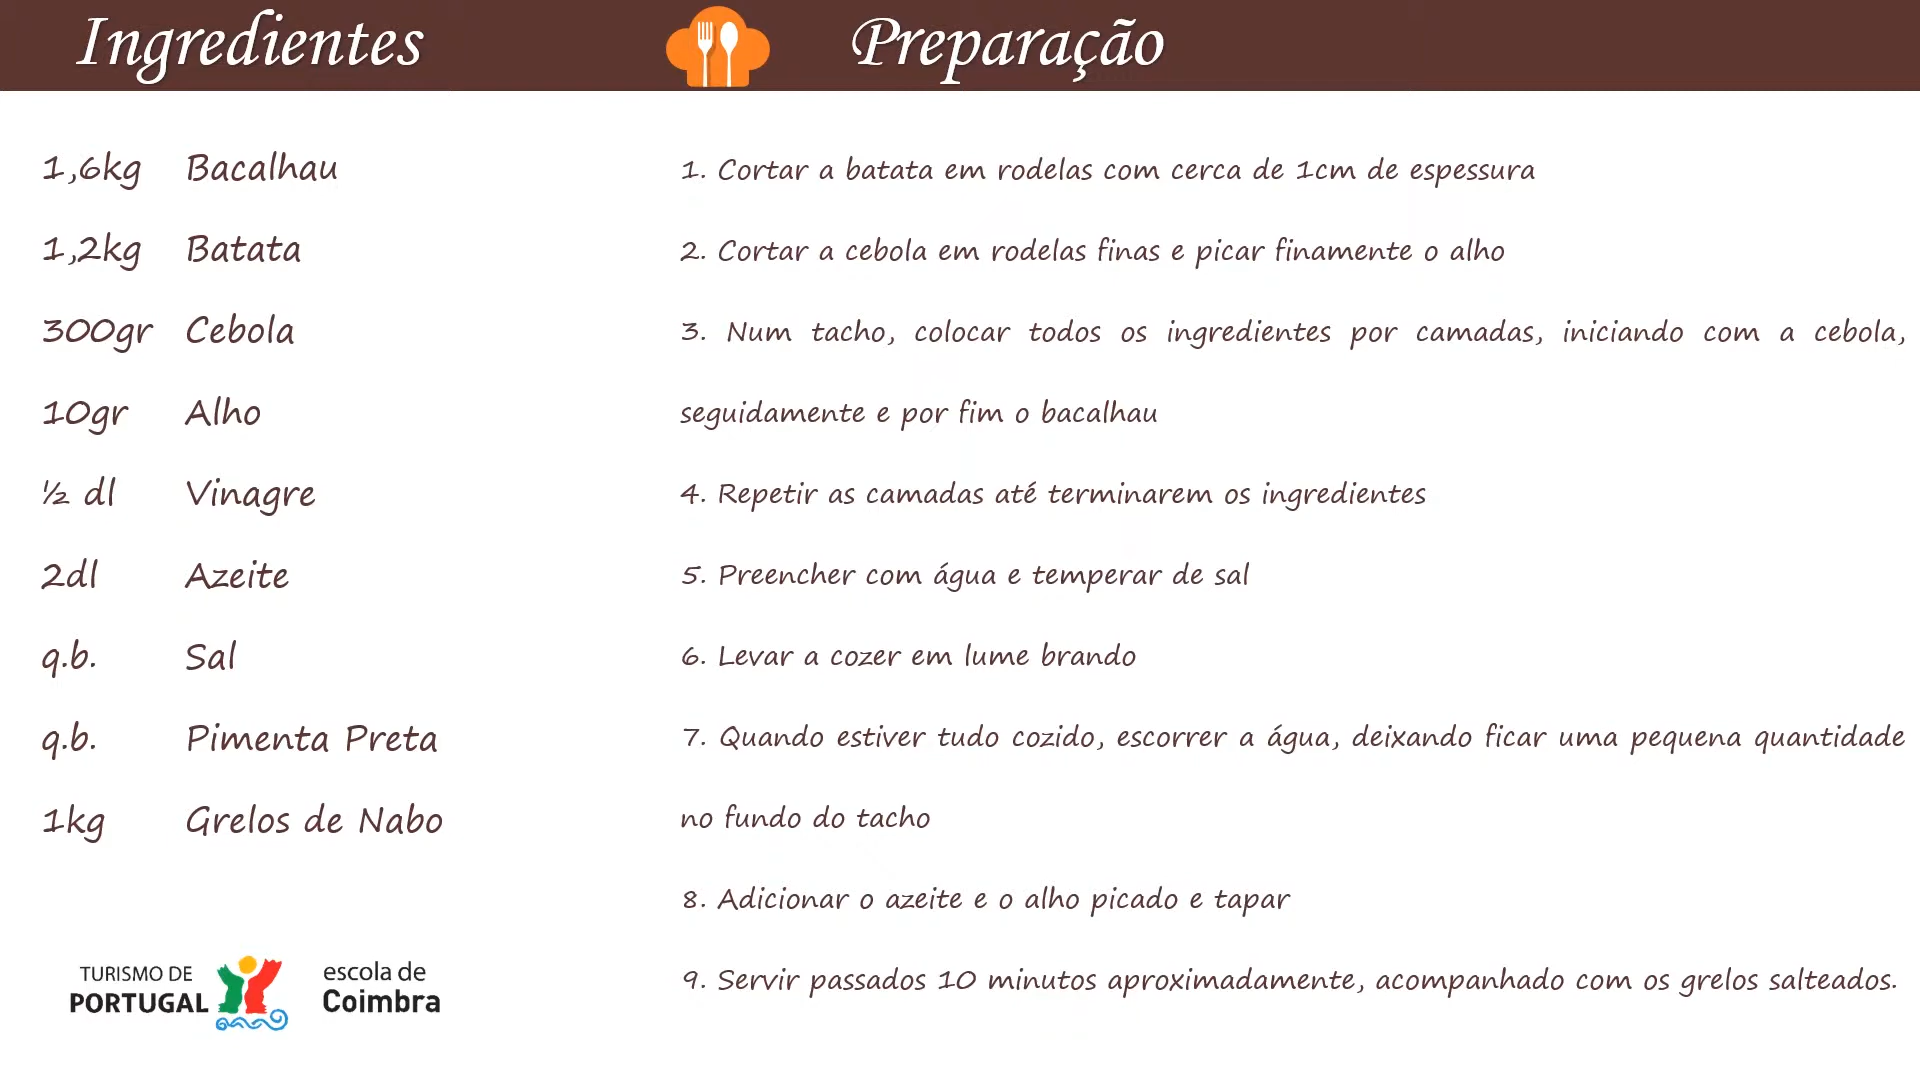 Ingredientes
Preparação
1,6kg Bacalhau
1,2kg Batata
300gr Cebola
10gr Alho
½ dl Vinagre
2dl Azeite
q.b. Sal
q.b. Pimenta Preta
1kg Grelos de Nabo
1. Cortar a batata em rodelas com cerca de 1cm de espessura
2. Cortar a cebola em rodelas finas e picar finamente o alho
3. Num tacho, colocar todos os ingredientes por camadas, iniciando com a cebola,
seguidamente e por fim o bacalhau
4. Repetir as camadas até terminarem os ingredientes
5. Preencher com água e temperar de sal
6. Levar a cozer em lume brando
7. Quando estiver tudo cozido, escorrer a água, deixando ficar uma pequena quantidade
no fundo do tacho
8. Adicionar o azeite e o alho picado e tapar
9. Servir passados 10 minutos aproximadamente, acompanhado com os grelos salteados.
TURISMO DE
PORTUGAL
escola de
Coimbra